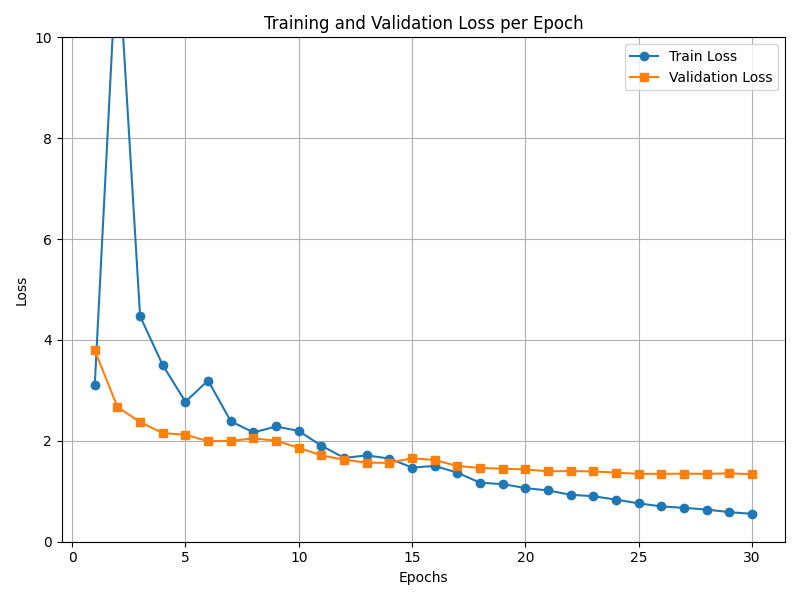 Training and Validation Loss per Epoch
Train Loss
Validation Loss
Loss
10
8
6
4
2
0
0 5 10 15 20 25 30
Epochs